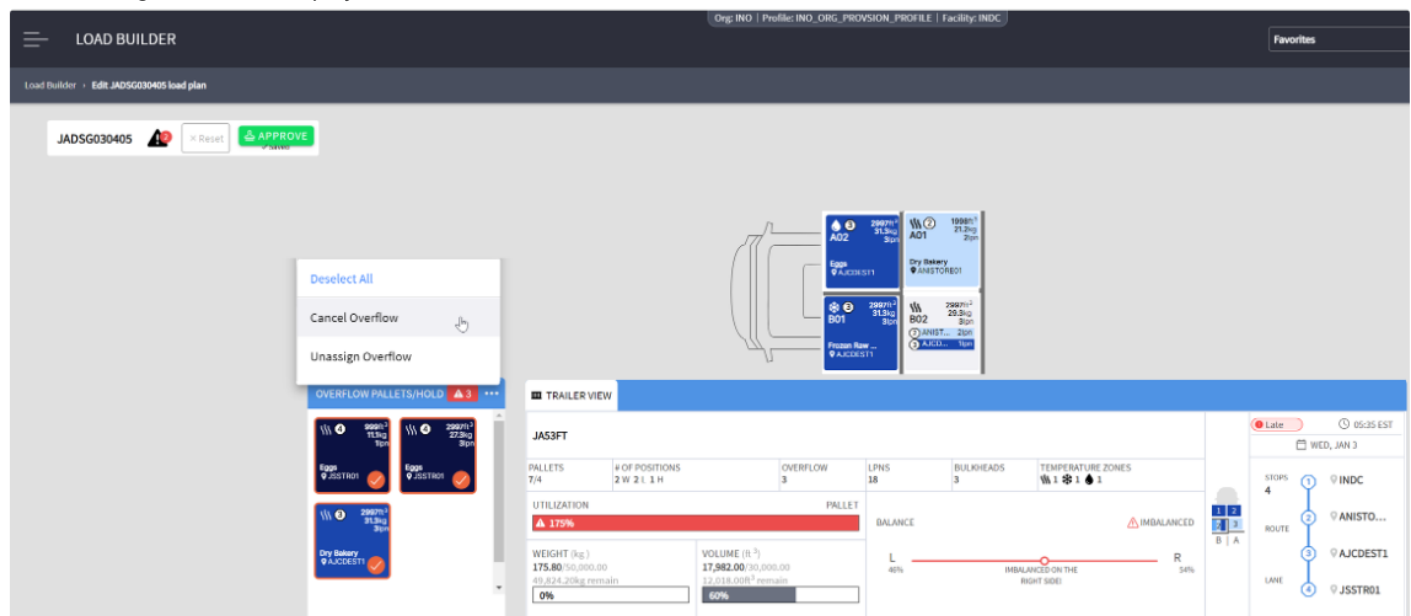 Org: INO | Profile: INO_ORG_PROVSION_PROFILE | Facility: INDC
LOAD BUILDER
Favorites
Load Builder › Edit JADSG030405 load plan
JADSG030405
2
× Reset
APPROVE
Saved
3 2997ft³
31.5kg
A02 3lpn
Eggs
AJCDEST1
2 1998ft³
21.2kg
A01 2lpn
Dry Bakery
ANISTORE01
3 2997ft³
31.3kg
B01 3lpn
Frozen Raw ...
AJCDEST1
2997ft³
29.3kg
B02 3lpn
2 ANIST... 2lpn
3 AJCD... 1lpn
Deselect All
Cancel Overflow
Unassign Overflow
OVERFLOW PALLETS/HOLD 3 ...
4 999ft³
11.1kg
1lpn
Eggs
JSSTR01
4 2997ft³
27.3kg
3lpn
Eggs
JSSTR01
3 2997ft³
31.3kg
3lpn
Dry Bakery
AJCDEST1
TRAILER VIEW
JA53FT
PALLETS # OF POSITIONS OVERFLOW LPNS BULKHEADS TEMPERATURE ZONES
7/4 2 W 2 L 1 H 3 18 3 1 1 1
UTILIZATION PALLET
175%
BALANCE IMBALANCED
WEIGHT (kg )
175.80/50,000.00
49,824.20kg remain
0%
VOLUME (ft ³)
17,982.00/30,000.00
12,018.00ft³ remain
60%
L R
46% IMBALANCED ON THE 54%
RIGHT SIDE!
1 2
3
B A
Late 05:35 EST
WED, JAN 3
STOPS
4
ROUTE
LANE
1 INDC
2 ANISTO...
3 AJCDEST1
4 JSSTR01